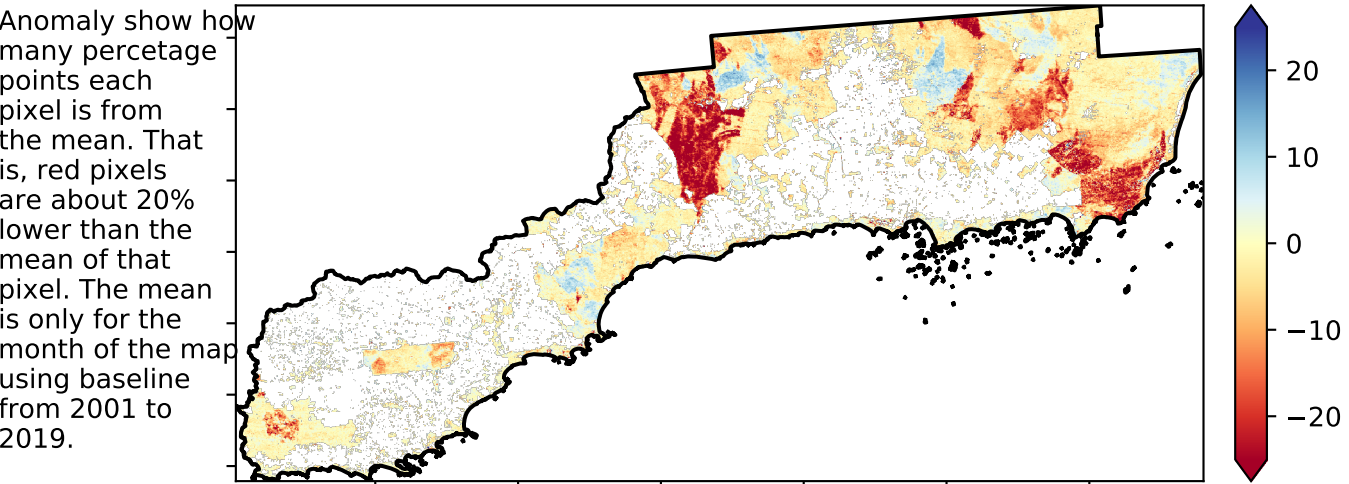 Anomaly show how
many percetage
points each
pixel is from
the mean. That
is, red pixels
are about 20%
lower than the
mean of that
pixel. The mean
is only for the
month of the map
using baseline
from 2001 to
2019.
20
10
0
−10
−20